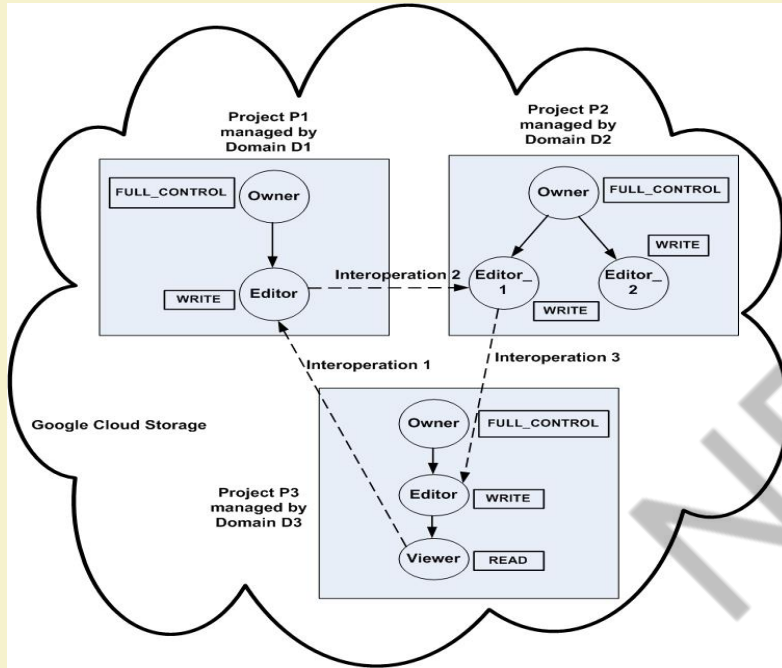 Project P1
managed by
Domain D1
FULL_CONTROL
Owner
WRITE
Editor
Project P2
managed by
Domain D2
Owner
FULL_CONTROL
WRITE
Editor_
1
Editor_
2
WRITE
Interoperation 2
Interoperation 1
Interoperation 3
Google Cloud Storage
Project P3
managed by
Domain D3
Owner
FULL_CONTROL
Editor
WRITE
Viewer
READ